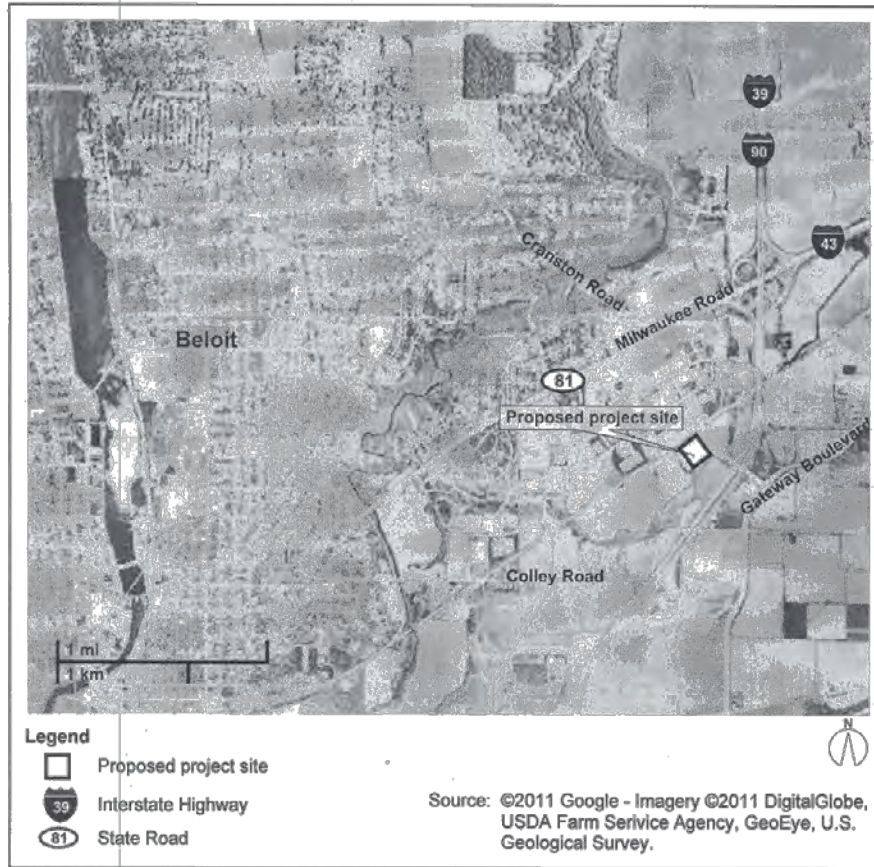 39
90
43
Cranston Road
Milwaukee Road
Beloit
81
Proposed project site
Gateway Boulevard
Colley Road
1 mi
1 km
N
Legend
Proposed project site
39 Interstate Highway
81 State Road
Source: ©2011 Google - Imagery ©2011 DigitalGlobe,
USDA Farm Serivice Agency, GeoEye, U.S.
Geological Survey.